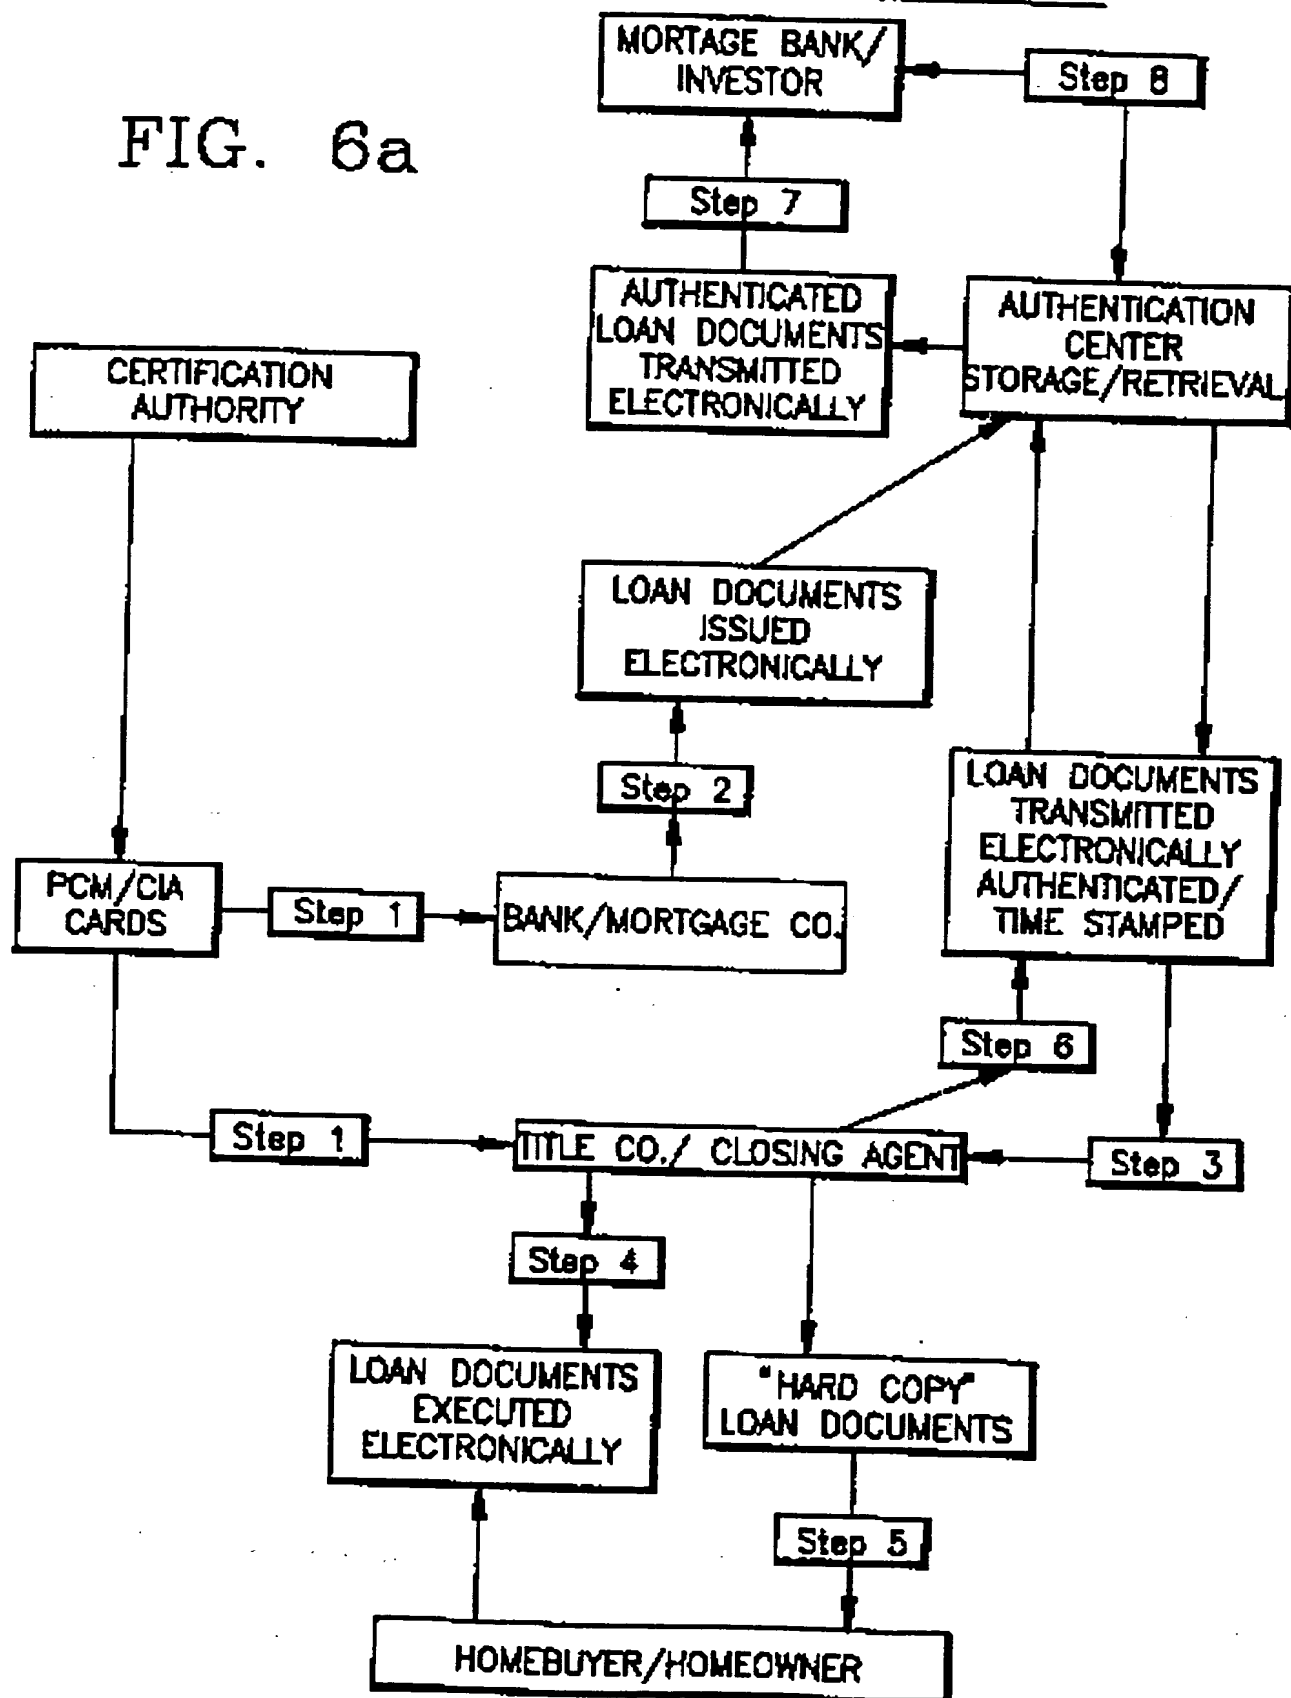 MORTAGE BANK/
INVESTOR
Step 8
FIG. 6a
Step 7
AUTHENTICATED
LOAN DOCUMENTS
TRANSMITTED
ELECTRONICALLY
AUTHENTICATION
CENTER
STORAGE/RETRIEVAL
CERTIFICATION
AUTHORITY
LOAN DOCUMENTS
ISSUED
ELECTRONICALLY
Step 2
LOAN DOCUMENTS
TRANSMITTED
ELECTRONICALLY
AUTHENTICATED/
TIME STAMPED
PCM/CIA
CARDS
Step 1
BANK/MORTGAGE CO.
Step 6
Step 1
TITLE CO./ CLOSING AGENT
Step 3
Step 4
LOAN DOCUMENTS
EXECUTED
ELECTRONICALLY
"HARD COPY"
LOAN DOCUMENTS
Step 5
HOMEBUYER/HOMEOWNER